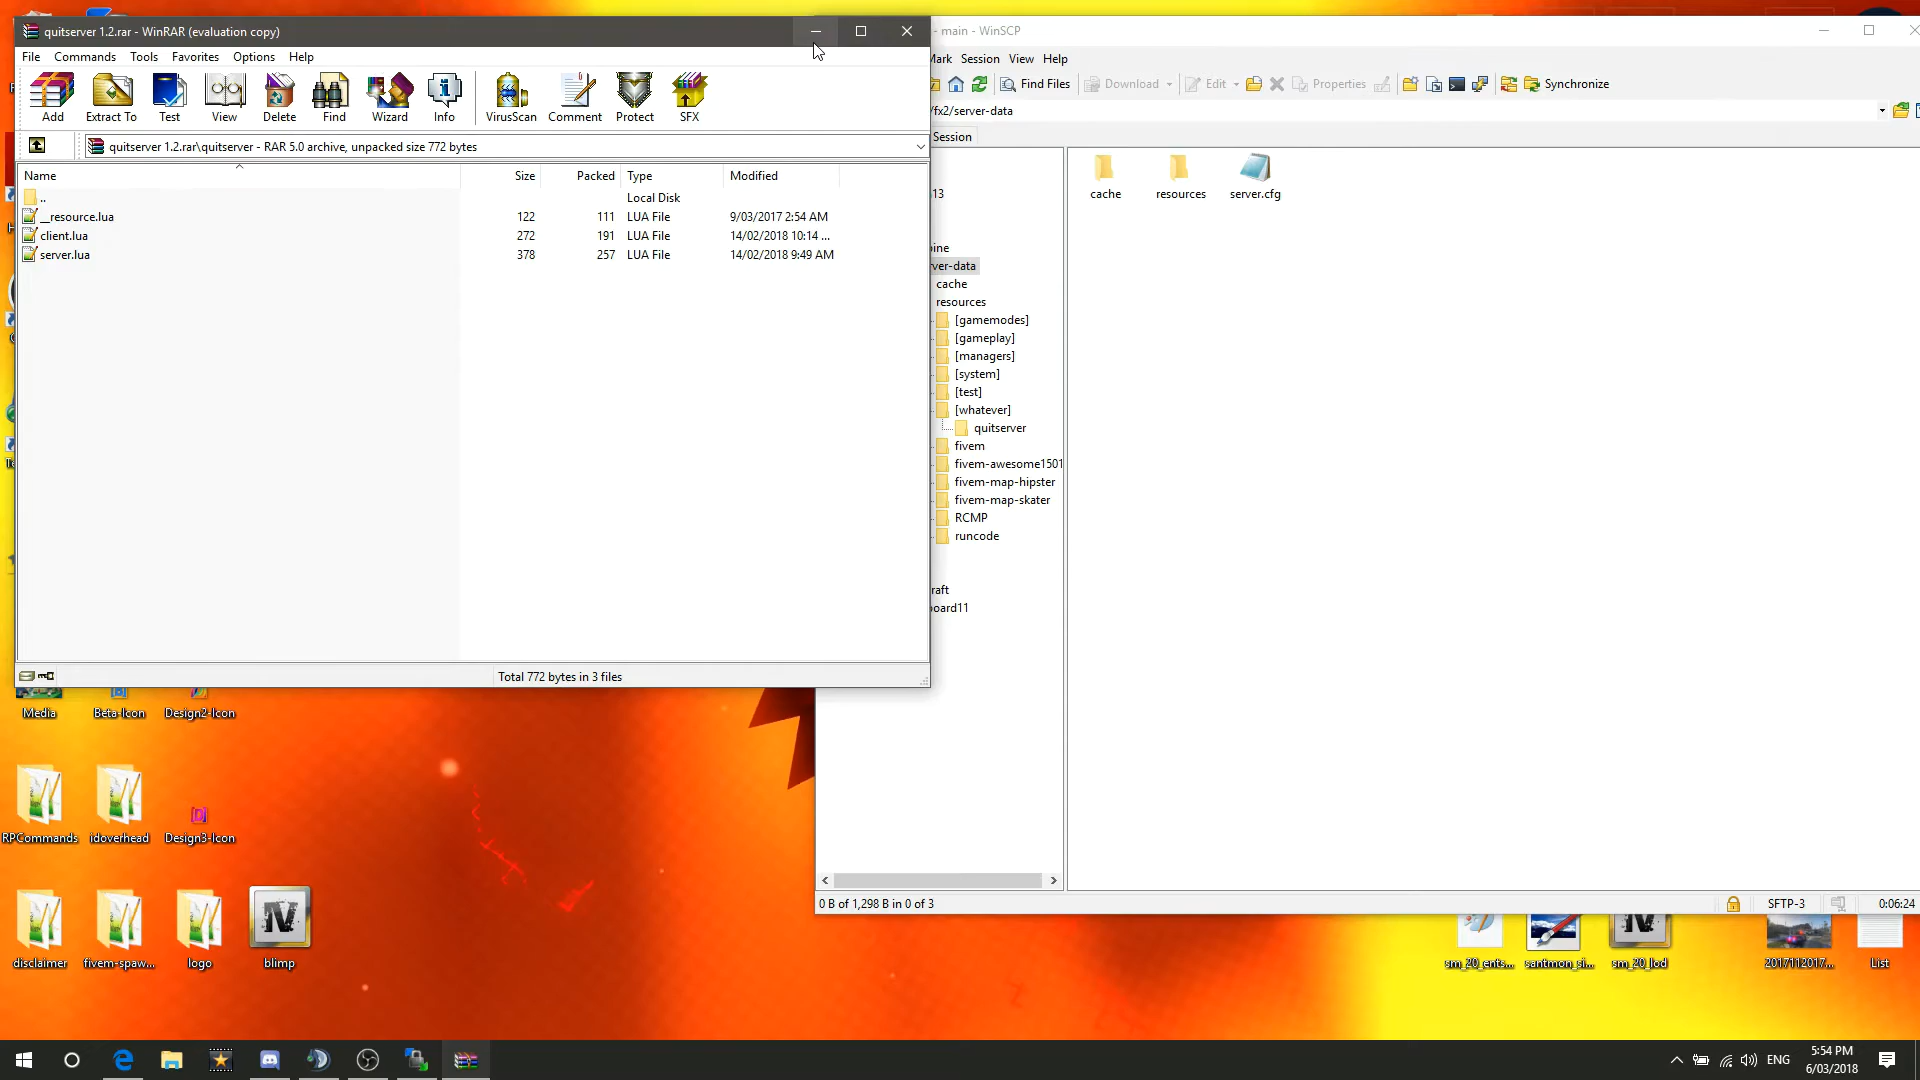 quitserver 1.2.rar - WinRAR (evaluation copy)
File Commands Tools Favorites Options Help
Add Extract To Test View Delete Find Wizard Info VirusScan Comment Protect SFX
quitserver 1.2.rar\quitserver - RAR 5.0 archive, unpacked size 772 bytes
Name Size Packed Type Modified
.. Local Disk
__resource.lua 122 111 LUA File 9/03/2017 2:54 AM
client.lua 272 191 LUA File 14/02/2018 10:14 ...
server.lua 378 257 LUA File 14/02/2018 9:49 AM
Total 772 bytes in 3 files
- main - WinSCP
Mark Session View Help
Find Files Download Edit Properties Synchronize
/fx2/server-data
Session
13
cache resources server.cfg
ine
ver-data
cache
resources
[gamemodes]
[gameplay]
[managers]
[system]
[test]
[whatever]
quitserver
fivem
fivem-awesome1501
fivem-map-hipster
fivem-map-skater
RCMP
runcode
raft
oard11
0 B of 1,298 B in 0 of 3 SFTP-3 0:06:24
Media Beta-Icon Design2-Icon
RPCommands idoverhead Design3-Icon
disclaimer fivem-spaw... logo blimp
sm_20_ents... santmon_si... sm_20_lod 2017112017... List
ENG 5:54 PM
6/03/2018